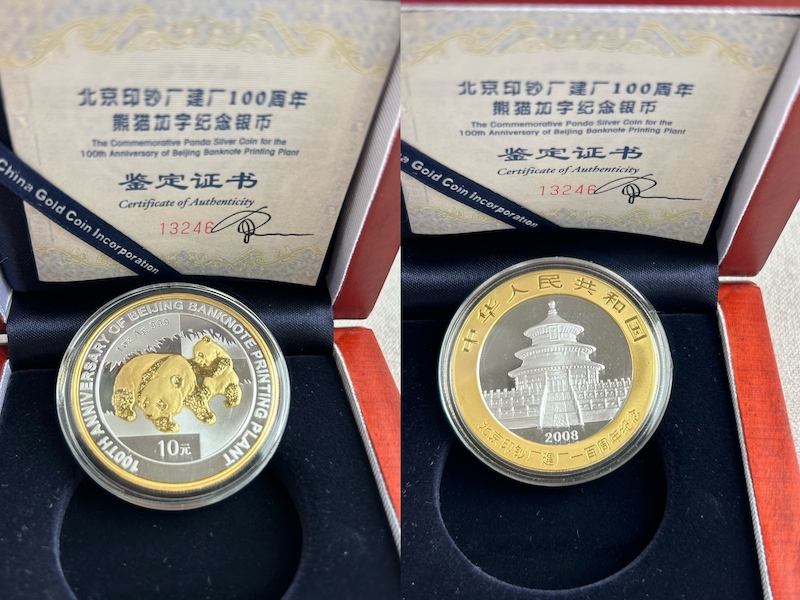 北京印钞厂建厂100周年
熊猫加字纪念银币
The Commemorative Panda Silver Coin for the
100th Anniversary of Beijing Banknote Printing Plant
鉴定证书
Certificate of Authenticity
13246
China Gold Coin Incorporation
100TH ANNIVERSARY OF BEIJING BANKNOTE PRINTING PLANT
1oz Ag .999
10元
北京印钞厂建厂100周年
熊猫加字纪念银币
The Commemorative Panda Silver Coin for the
100th Anniversary of Beijing Banknote Printing Plant
鉴定证书
Certificate of Authenticity
13246
China Gold Coin Incorporation
中华人民共和国
2008
北京印钞厂建厂一百周年纪念